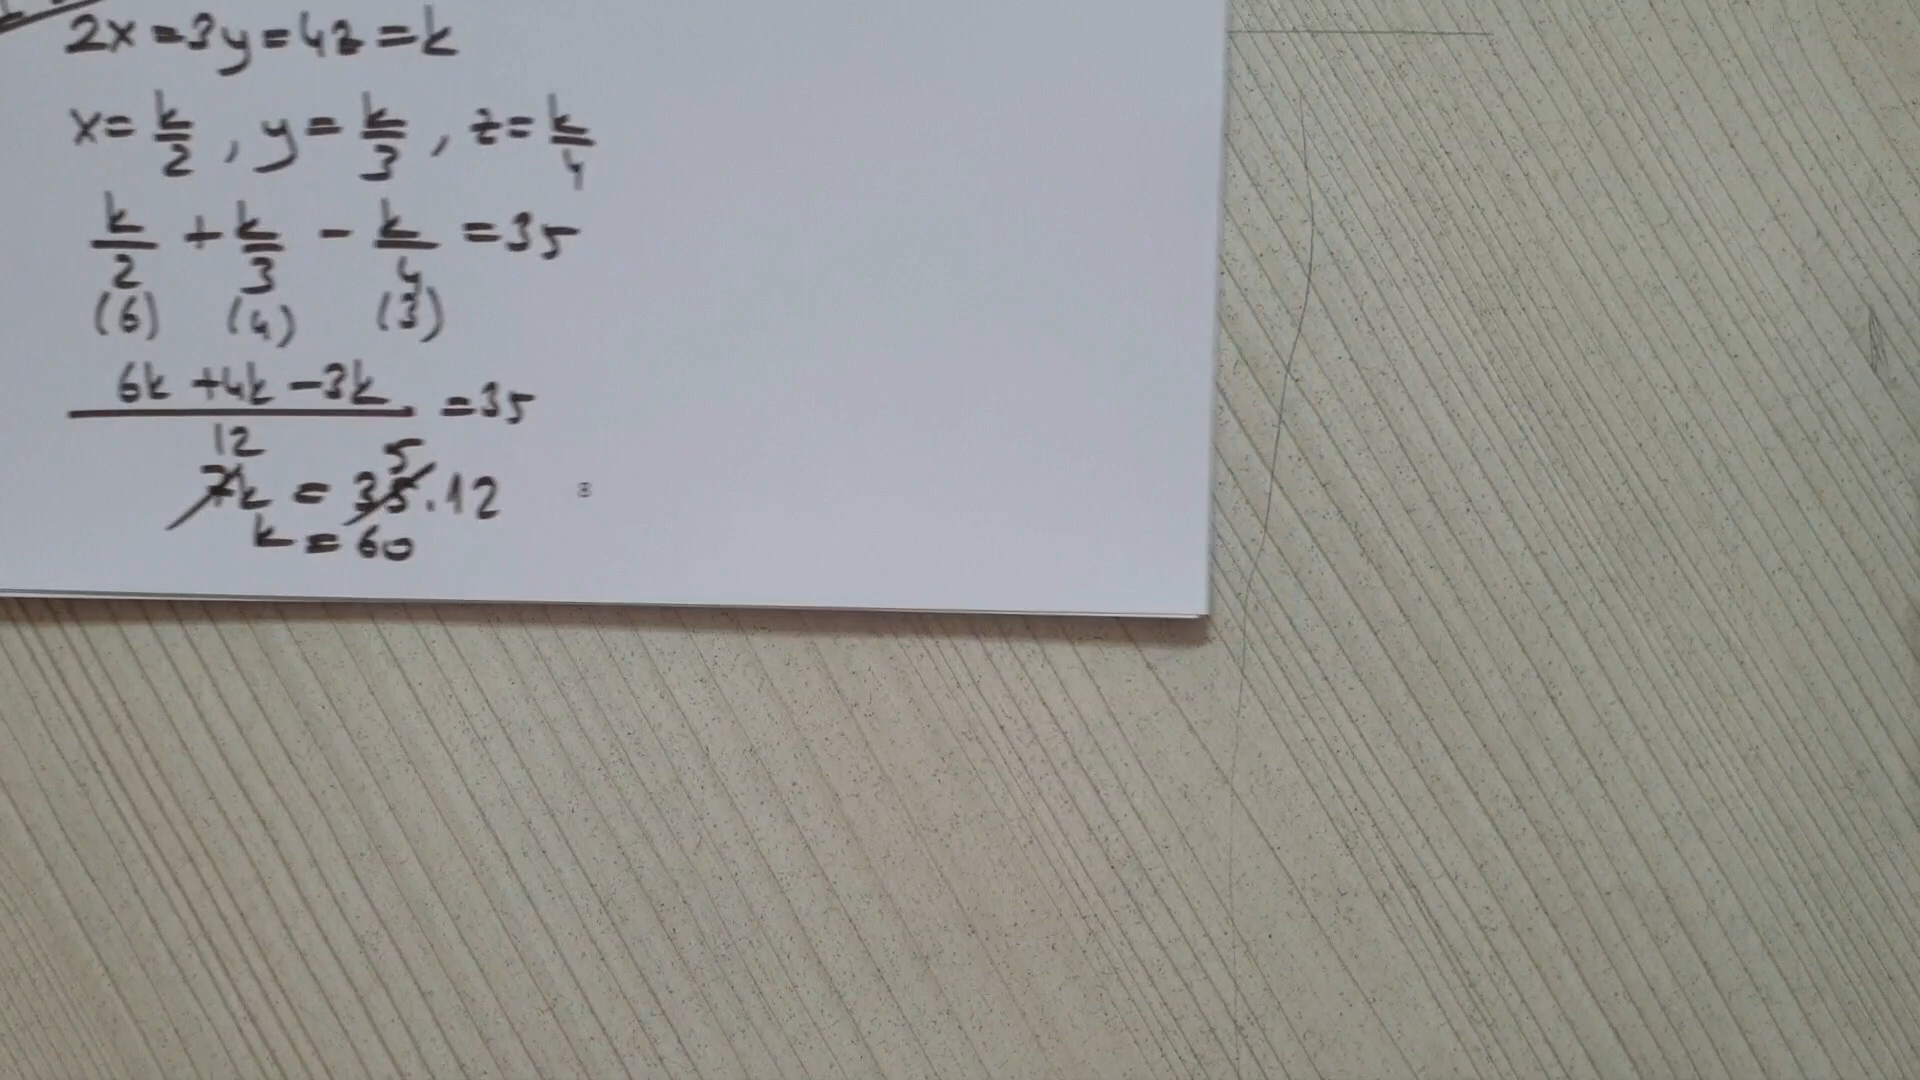 2x=3y=4z=k
x=k/2, y=k/3, z=k/4
k/2 + k/3 - k/4 = 35
(6) (4) (3)
6k+4k-3k/12 = 35
5
7k = 35.12
k = 60